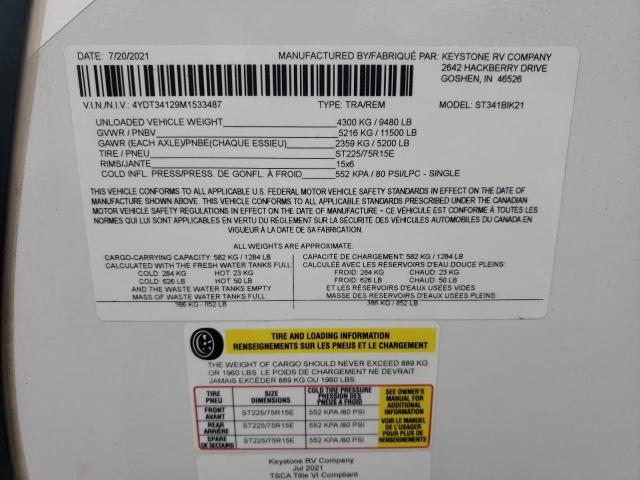 DATE: 7/20/2021
MANUFACTURED BY/FABRIQUÉ PAR: KEYSTONE RV COMPANY
2642 HACKBERRY DRIVE
GOSHEN, IN 46526
V.I.N./N.I.V.: 4YDT34129M1533487 TYPE: TRA/REM MODEL: ST341BIK21
UNLOADED VEHICLE WEIGHT 4300 KG / 9480 LB
GVWR / PNBV 5216 KG / 11500 LB
GAWR (EACH AXLE)/PNBE(CHAQUE ESSIEU) 2359 KG / 5200 LB
TIRE / PNEU ST225/75R15E
RIMS/JANTE 15x6
COLD INFL. PRESS/PRESS. DE GONFL. À FROID 552 KPA / 80 PSI/LPC - SINGLE
THIS VEHICLE CONFORMS TO ALL APPLICABLE U.S. FEDERAL MOTOR VEHICLE SAFETY STANDARDS IN EFFECT ON THE DATE OF
MANUFACTURE SHOWN ABOVE. THIS VEHICLE CONFORMS TO ALL APPLICABLE STANDARDS PRESCRIBED UNDER THE CANADIAN
MOTOR VEHICLE SAFETY REGULATIONS IN EFFECT ON THE DATE OF MANUFACTURE - CE VÉHICULE EST CONFORME À TOUTES LES
NORMES QUI LUI SONT APPLICABLES EN VERTU DU RÈGLEMENT SUR LA SÉCURITÉ DES VÉHICULES AUTOMOBILES DU CANADA EN
VIGUEUR À LA DATE DE SA FABRICATION.
ALL WEIGHTS ARE APPROXIMATE.
CARGO-CARRYING CAPACITY: 582 KG / 1284 LB
CALCULATED WITH THE FRESH WATER TANKS FULL:
COLD: 284 KG HOT: 23 KG
COLD: 626 LB HOT: 50 LB
AND THE WASTE WATER TANKS EMPTY
MASS OF WASTE WATER TANKS FULL
386 KG / 852 LB
CAPACITÉ DE CHARGEMENT: 582 KG / 1284 LB
CALCULÉE AVEC LES RÉSERVOIRS D'EAU DOUCE PLEINS:
FROID: 284 KG CHAUD: 23 KG
FROID: 626 LB CHAUD: 50 LB
ET LES RÉSERVOIRS D'EAUX USÉES VIDES
MASSE DES RÉSERVOIRS D'EAUX USÉES PLEINS:
386 KG / 852 LB
TIRE AND LOADING INFORMATION
RENSEIGNEMENTS SUR LES PNEUS ET LE CHARGEMENT
THE WEIGHT OF CARGO SHOULD NEVER EXCEED 889 KG
OR 1960 LBS. LE POIDS DE CHARGEMENT NE DEVRAIT
JAMAIS EXCÉDER 889 KG OU 1960 LBS.
TIRE
PNEU
SIZE
DIMENSIONS
COLD TIRE PRESSURE
PRESSION DES
PNEUS A FROID
FRONT
AVANT
ST225/75R15E 552 KPA /80 PSI
REAR
ARRIÈRE
ST225/75R15E 552 KPA /80 PSI
SPARE
DE SECOURS
ST225/75R15E 552 KPA /80 PSI
SEE OWNER'S
MANUAL FOR
ADDITIONAL
INFORMATION
VOIR LE MANUEL
DE L'USAGER
POUR PLUS DE
RENSEIGNEMENTS
Keystone RV Company
Jul 2021
TSCA Title VI Compliant